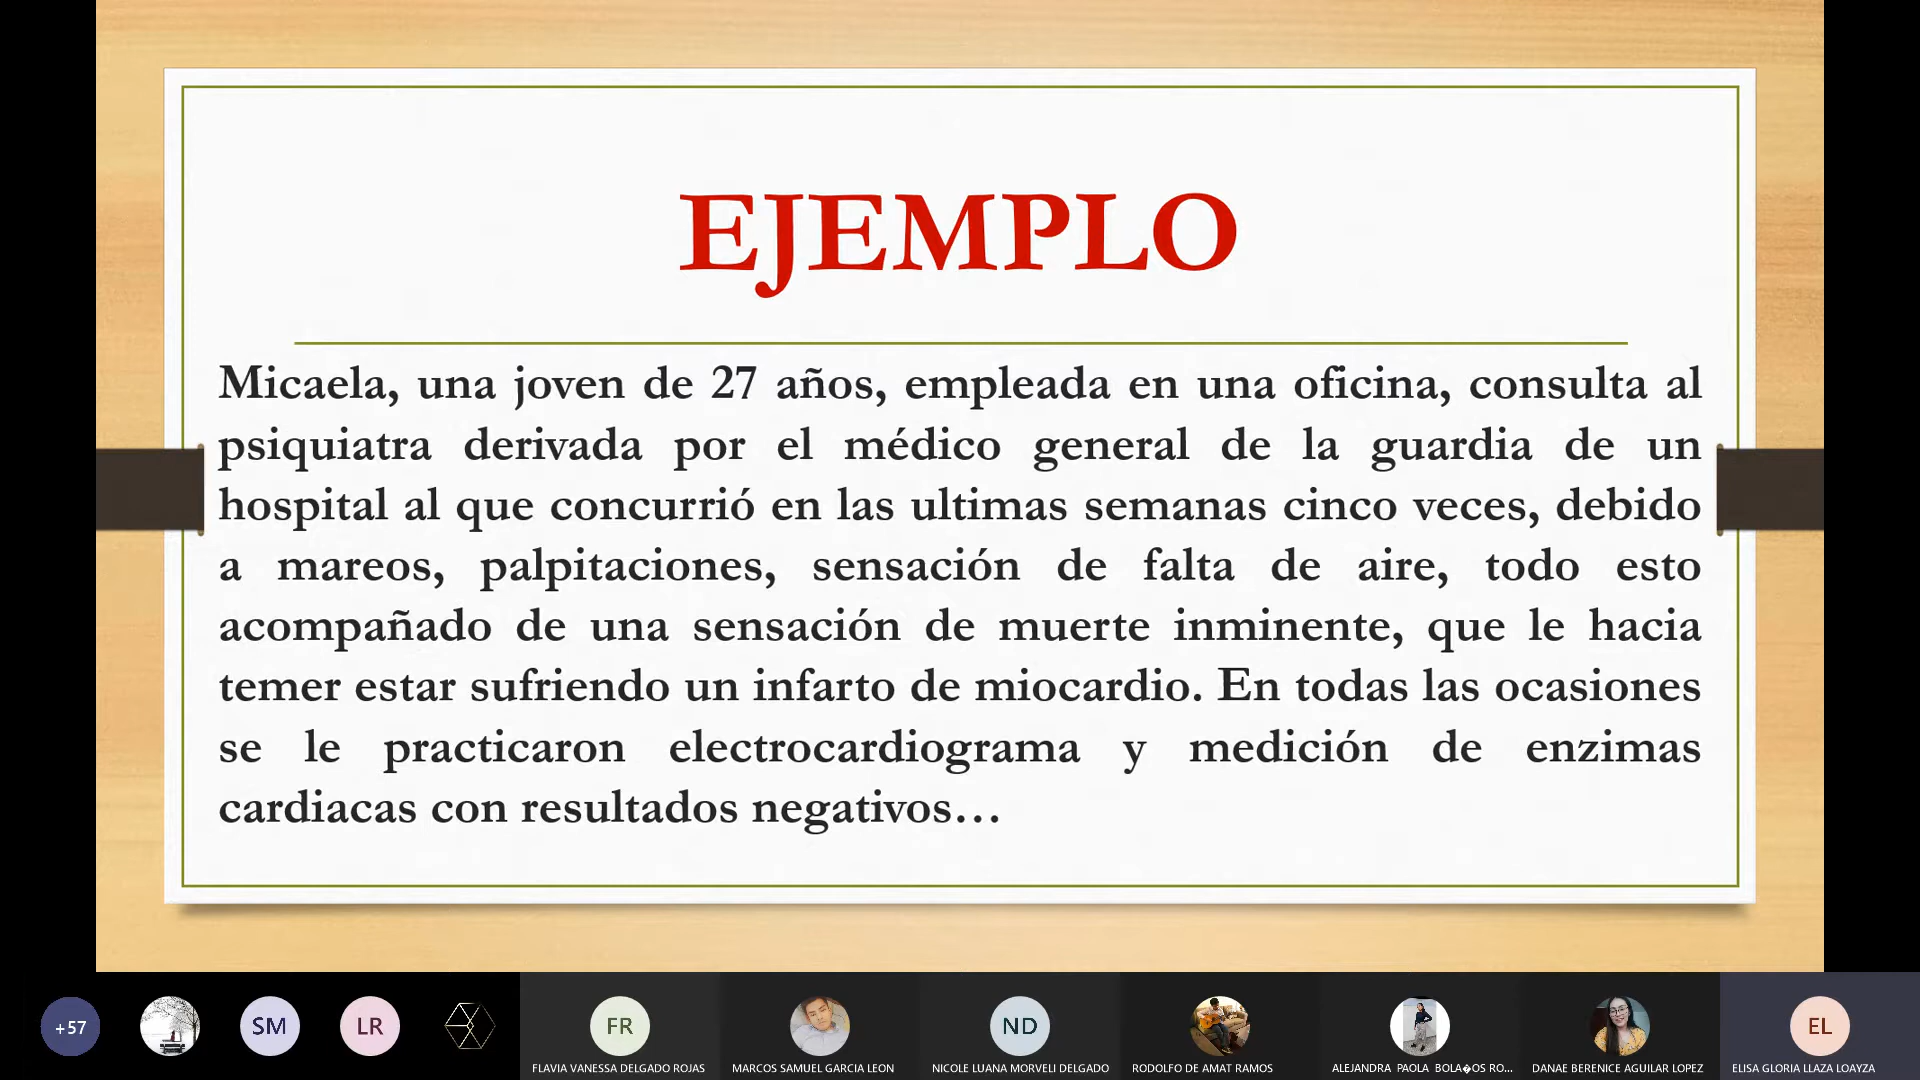 EJEMPLO
Micaela, una joven de 27 años, empleada en una oficina, consulta al
psiquiatra derivada por el médico general de la guardia de un
hospital al que concurrió en las ultimas semanas cinco veces, debido
a mareos, palpitaciones, sensación de falta de aire, todo esto
acompañado de una sensación de muerte inminente, que le hacia
temer estar sufriendo un infarto de miocardio. En todas las ocasiones
se le practicaron electrocardiograma y medición de enzimas
cardiacas con resultados negativos…
+57
SM
LR
FR
ND
EL
FLAVIA VANESSA DELGADO ROJAS
MARCOS SAMUEL GARCIA LEON
NICOLE LUANA MORVELI DELGADO
RODOLFO DE AMAT RAMOS
ALEJANDRA PAOLA BOLA�OS RO...
DANAE BERENICE AGUILAR LOPEZ
ELISA GLORIA LLAZA LOAYZA